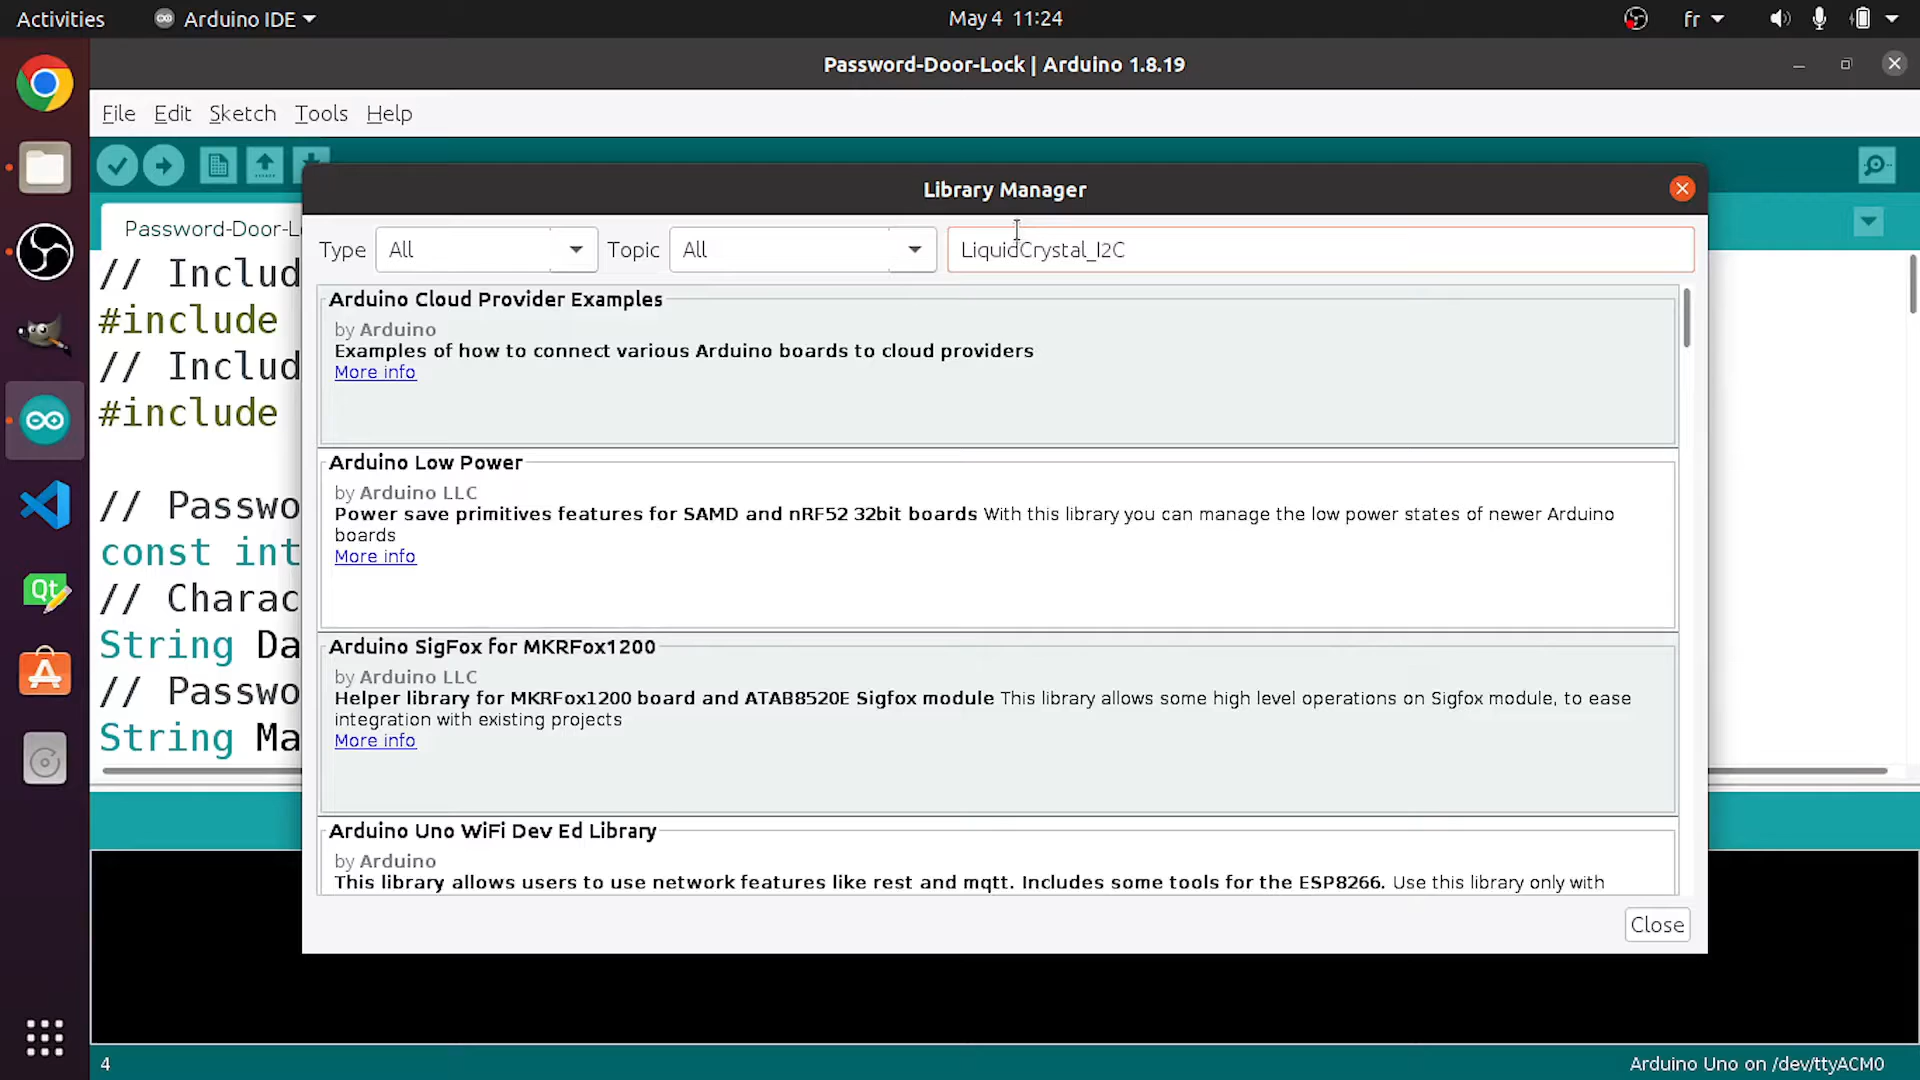 Activities
Arduino IDE
May 4 11:24
fr
Password-Door-Lock | Arduino 1.8.19
File Edit Sketch Tools Help
Library Manager
Type All Topic All LiquidCrystal_I2C
Password-Door-L
// Includ
#include
// Includ
#include
// Passwo
const int
// Charac
String Da
// Passwo
String Ma
Arduino Cloud Provider Examples
by Arduino
Examples of how to connect various Arduino boards to cloud providers
More info
Arduino Low Power
by Arduino LLC
Power save primitives features for SAMD and nRF52 32bit boards With this library you can manage the low power states of newer Arduino
boards
More info
Arduino SigFox for MKRFox1200
by Arduino LLC
Helper library for MKRFox1200 board and ATAB8520E Sigfox module This library allows some high level operations on Sigfox module, to ease
integration with existing projects
More info
Arduino Uno WiFi Dev Ed Library
by Arduino
This library allows users to use network features like rest and mqtt. Includes some tools for the ESP8266. Use this library only with
Close
Qt
4
Arduino Uno on /dev/ttyACM0